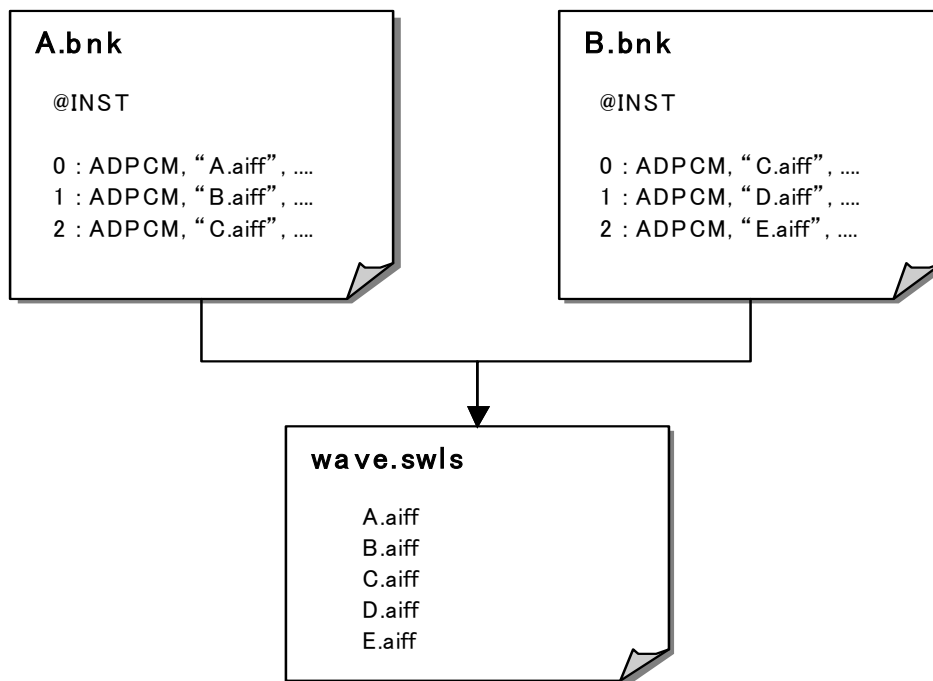 A.bnk
@INST
0 : ADPCM, “A.aiff”, ....
1 : ADPCM, “B.aiff”, ....
2 : ADPCM, “C.aiff”, ....
B.bnk
@INST
0 : ADPCM, “C.aiff”, ....
1 : ADPCM, “D.aiff”, ....
2 : ADPCM, “E.aiff”, ....
wave.swls
A.aiff
B.aiff
C.aiff
D.aiff
E.aiff